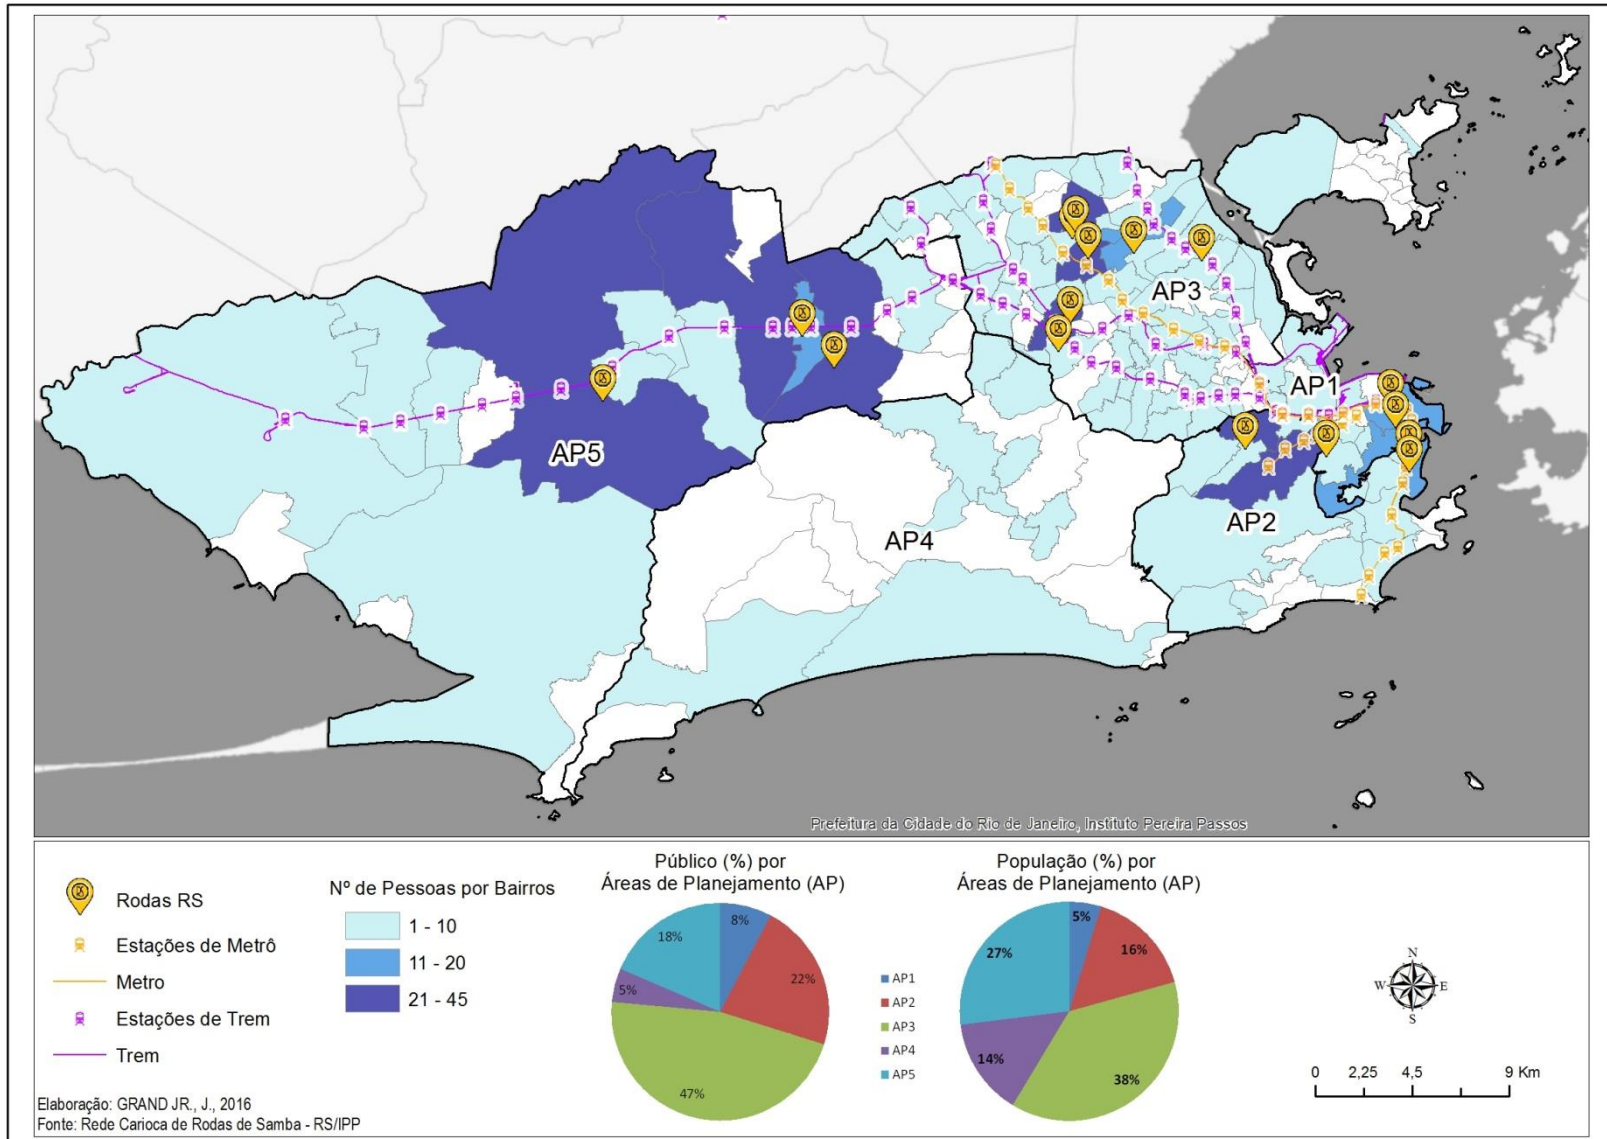 AP3
AP1
AP5
AP2
AP4
Prefeitura da Cidade do Rio de Janeiro, Instituto Pereira Passos
Rodas RS
Estações de Metrô
Metro
Estações de Trem
Trem
Nº de Pessoas por Bairros
1 - 10
11 - 20
21 - 45
Público (%) por
Áreas de Planejamento (AP)
8%
22%
47%
5%
18%
AP1
AP2
AP3
AP4
AP5
População (%) por
Áreas de Planejamento (AP)
5%
16%
38%
14%
27%
N
W E
S
0 2,25 4,5 9 Km
Elaboração: GRAND JR., J., 2016
Fonte: Rede Carioca de Rodas de Samba - RS/IPP